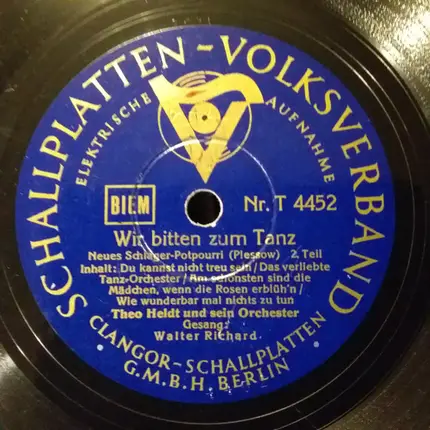 SCHALLPLATTEN-VOLKSVERBAND
ELEKTRISCHE AUFNAHME
BIEM
Nr. T 4452
Wir bitten zum Tanz
Neues Schlager-Potpourri (Plessow) 2. Teil
Inhalt: Du kannst nicht treu sein / Das verliebte
Tanz-Orchester / Am schönsten sind die
Mädchen, wenn die Rosen erblüh'n /
Wie wunderbar mal nichts zu tun
Theo Heldt und sein Orchester
Gesang:
Walter Richard
CLANGOR-SCHALLPLATTEN
G.M.B.H. BERLIN